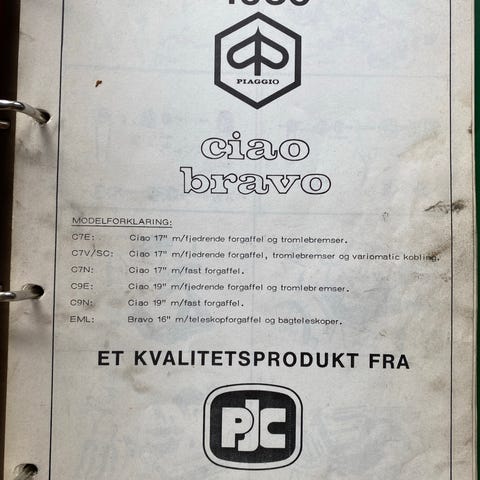 PIAGGIO
ciao
bravo
MODELFORKLARING:
C7E: Ciao 17" m/fjedrende forgaffel og tromlebremser.
C7V/SC: Ciao 17" m/fjedrende forgaffel, tromlebremser og variomatic kobling.
C7N: Ciao 17" m/fast forgaffel.
C9E: Ciao 19" m/fjedrende forgaffel og tromlebremser.
C9N: Ciao 19" m/fast forgaffel.
EML: Bravo 16" m/teleskopforgaffel og bagteleskoper.
ET KVALITETSPRODUKT FRA
PJC